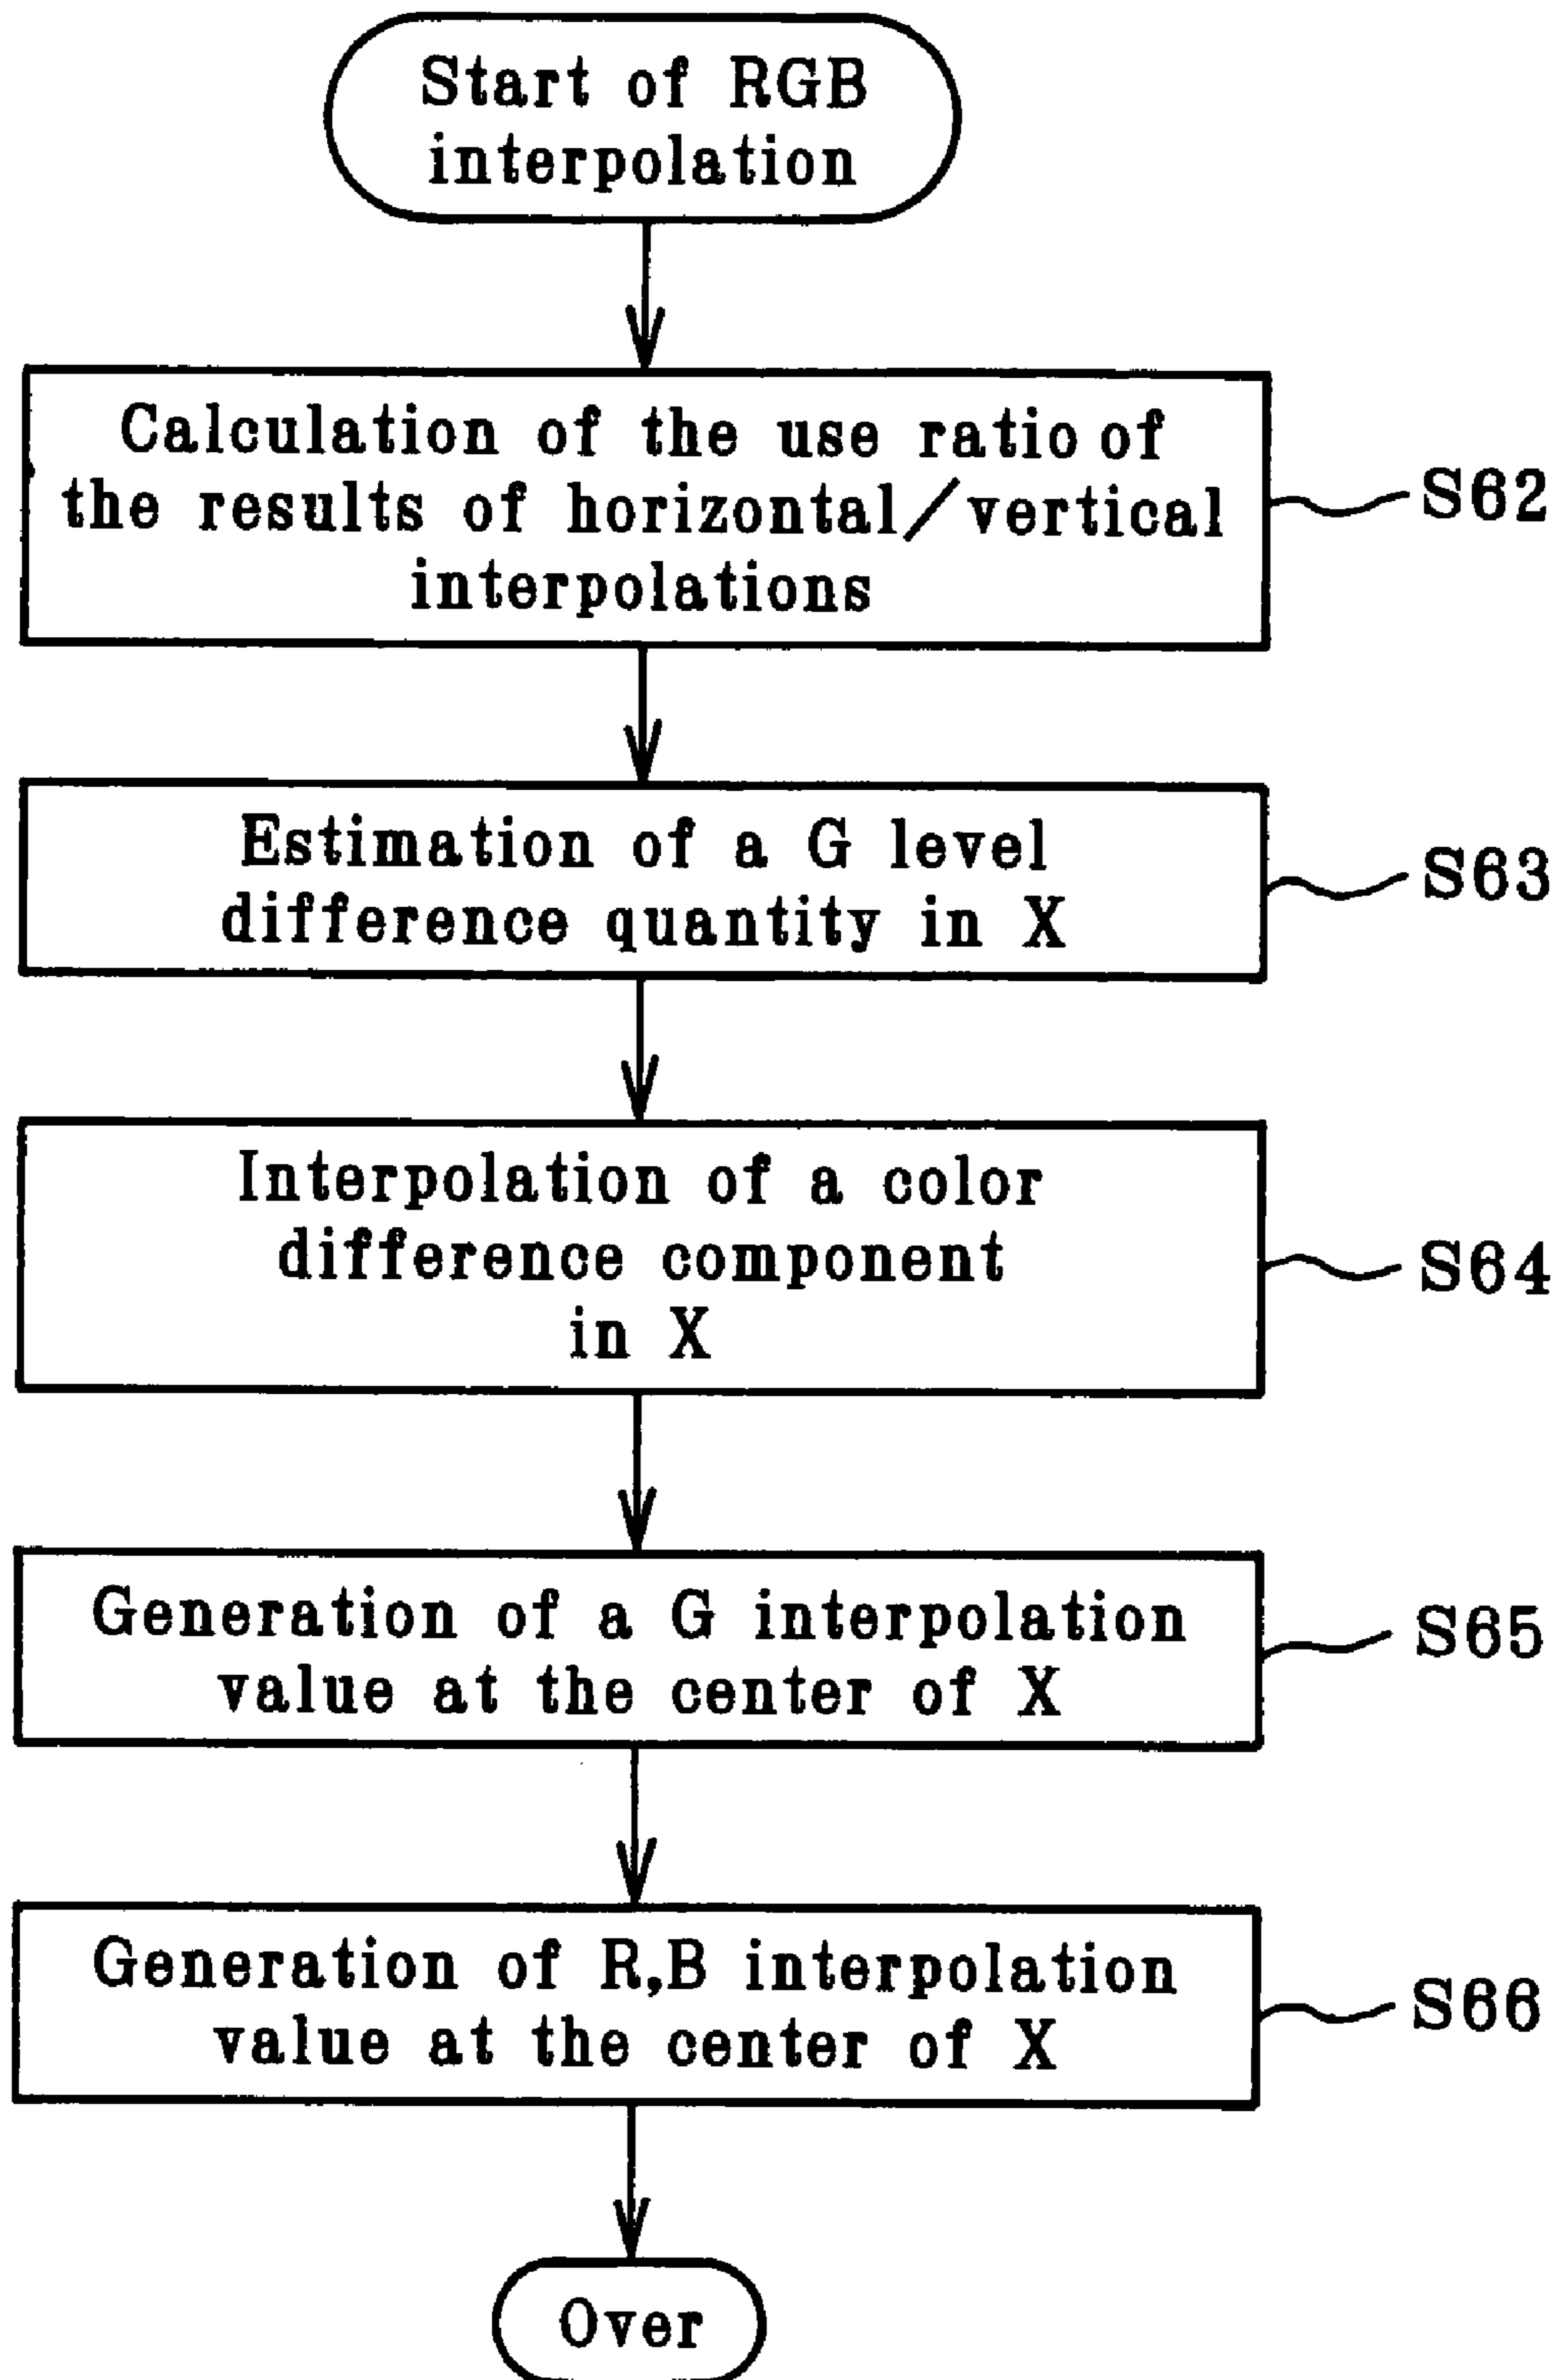 Start of RGB
interpolation
Calculation of the use ratio of
the results of horizontal/vertical
interpolations
S62
Estimation of a G level
difference quantity in X
S63
Interpolation of a color
difference component
in X
S64
Generation of a G interpolation
value at the center of X
S65
Generation of R,B interpolation
value at the center of X
S66
Over